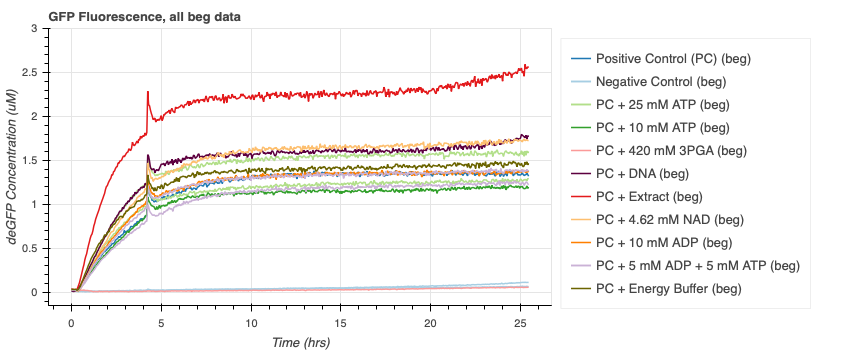 GFP Fluorescence, all beg data
degFP Concentration (uM)
3
2.5
2
1.5
1
0.5
0
0 5 10 15 20 25
Time (hrs)
Positive Control (PC) (beg)
Negative Control (beg)
PC + 25 mM ATP (beg)
PC + 10 mM ATP (beg)
PC + 420 mM 3PGA (beg)
PC + DNA (beg)
PC + Extract (beg)
PC + 4.62 mM NAD (beg)
PC + 10 mM ADP (beg)
PC + 5 mM ADP + 5 mM ATP (beg)
PC + Energy Buffer (beg)